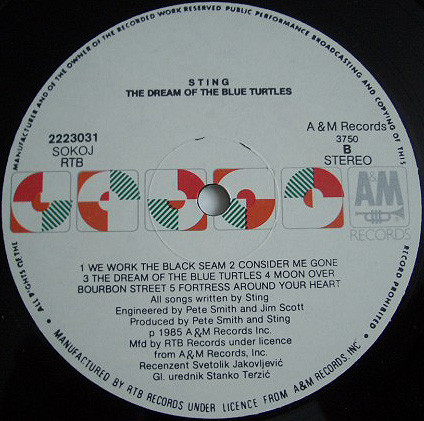 MANUFACTURER AND OF THE OWNER OF THE RECORDED WORK RESERVED PUBLIC PERFORMANCE BROADCASTING AND COPYING OF THIS
RECORD PROHIBITED
ALL RIGHTS OF THE
STING
THE DREAM OF THE BLUE TURTLES
2223031
SOKOJ
RTB
A&M Records
3750
B
STEREO
A&M
RECORDS
1 WE WORK THE BLACK SEAM 2 CONSIDER ME GONE
3 THE DREAM OF THE BLUE TURTLES 4 MOON OVER
BOURBON STREET 5 FORTRESS AROUND YOUR HEART
All songs written by Sting
Engineered by Pete Smith and Jim Scott
Produced by Pete Smith and Sting
p 1985 A&M Records Inc.
Mfd by RTB Records under licence
from A&M Records, Inc.
Recenzent Svetolik Jakovljević
Gl. urednik Stanko Terzić
MANUFACTURED BY RTB RECORDS UNDER LICENCE FROM A&M RECORDS INC